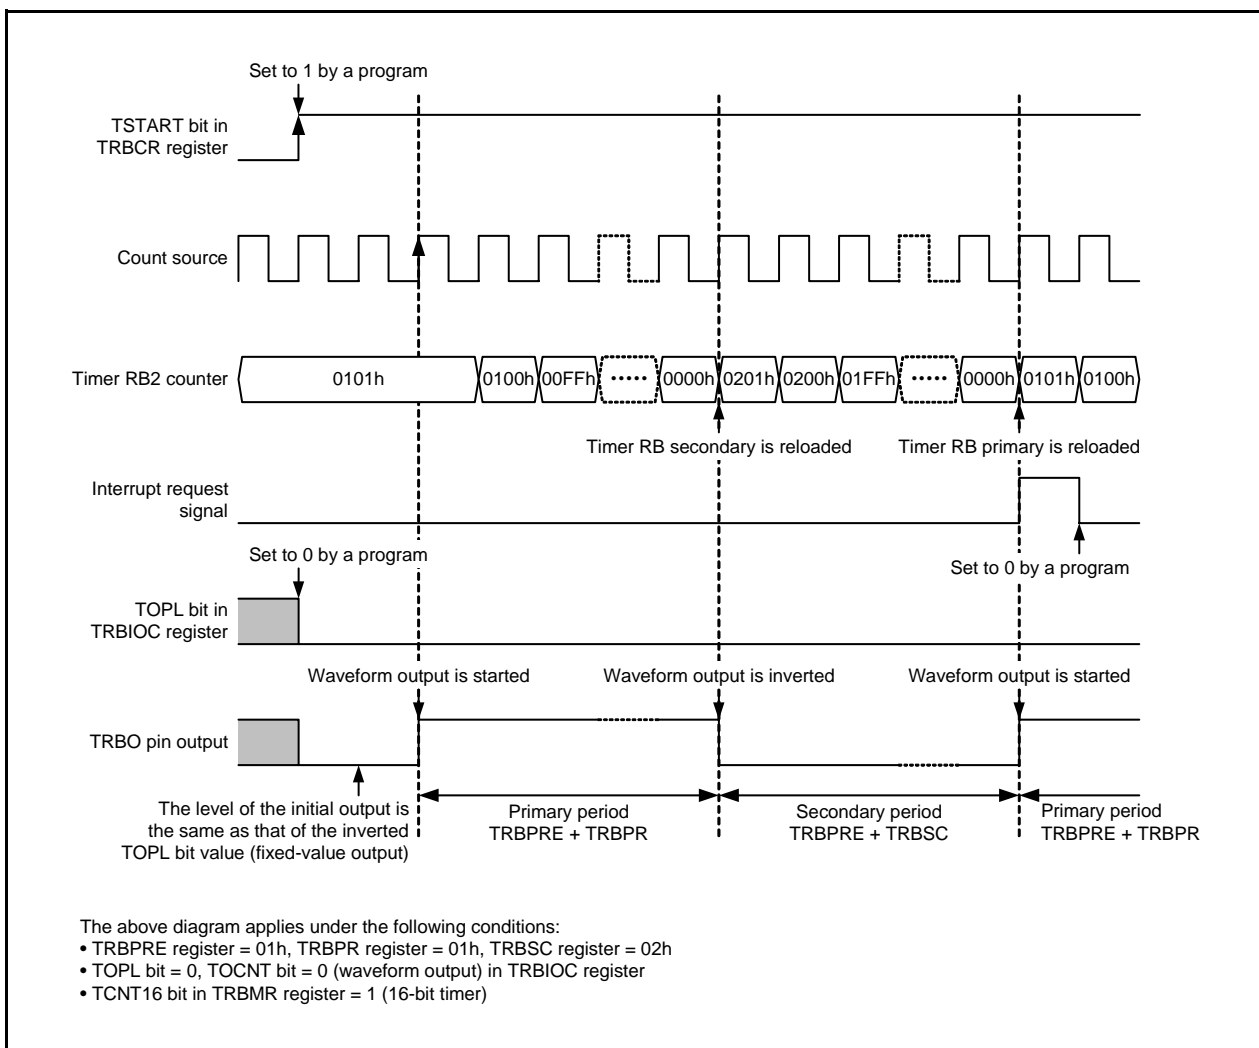 Set to 1 by a program
TSTART bit in
TRBCR register
Count source
Timer RB2 counter
0101h
0100h
00FFh
0000h
0201h
0200h
01FFh
0000h
0101h
0100h
Timer RB secondary is reloaded
Timer RB primary is reloaded
Interrupt request
signal
Set to 0 by a program
Set to 0 by a program
TOPL bit in
TRBIOC register
Waveform output is started
Waveform output is inverted
Waveform output is started
TRBO pin output
The level of the initial output is
the same as that of the inverted
TOPL bit value (fixed-value output)
Primary period
TRBPRE + TRBPR
Secondary period
TRBPRE + TRBSC
Primary period
TRBPRE + TRBPR
The above diagram applies under the following conditions:
• TRBPRE register = 01h, TRBPR register = 01h, TRBSC register = 02h
• TOPL bit = 0, TOCNT bit = 0 (waveform output) in TRBIOC register
• TCNT16 bit in TRBMR register = 1 (16-bit timer)